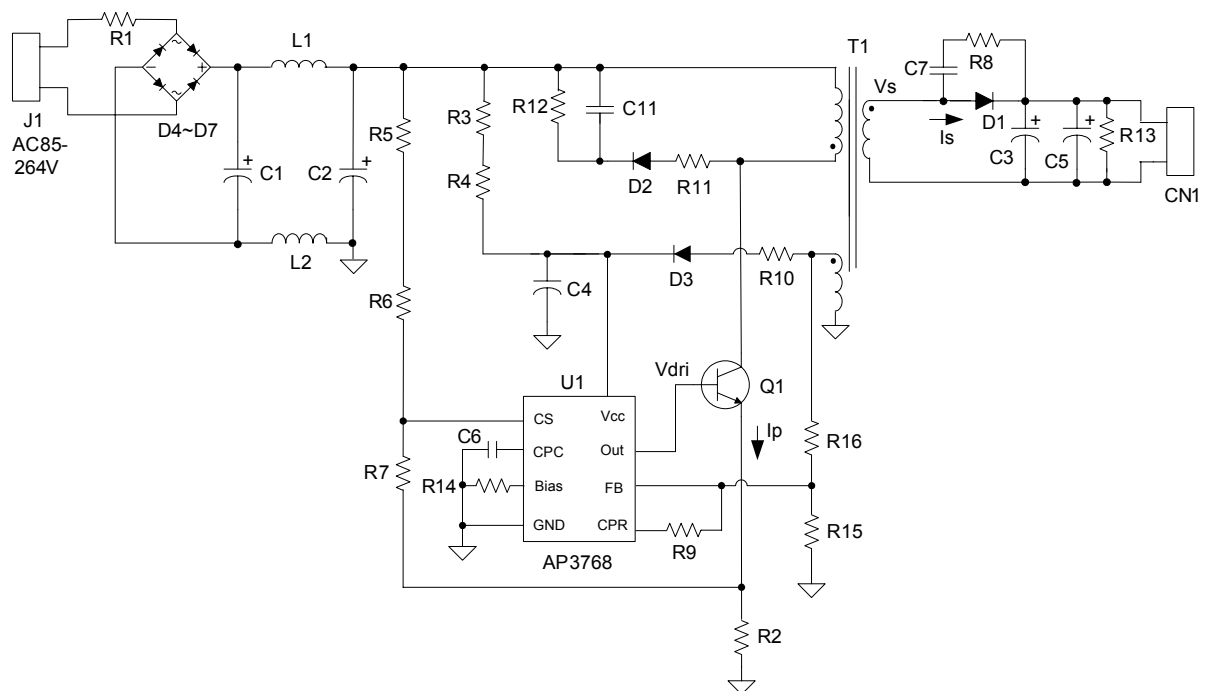 R1
~
−
+
~
J1
AC85-
264V
D4~D7
L1
C1
+
C2
+
L2
R5
R3
R4
R12
C11
D2
R11
T1
C7
R8
Vs
Is
D1
+
C3
+
C5
R13
CN1
R6
C4
D3
R10
R7
U1
Vdri
Q1
Ip
CS
Vcc
C6
CPC
Out
R14
Bias
FB
GND
CPR
R9
AP3768
R16
R15
R2